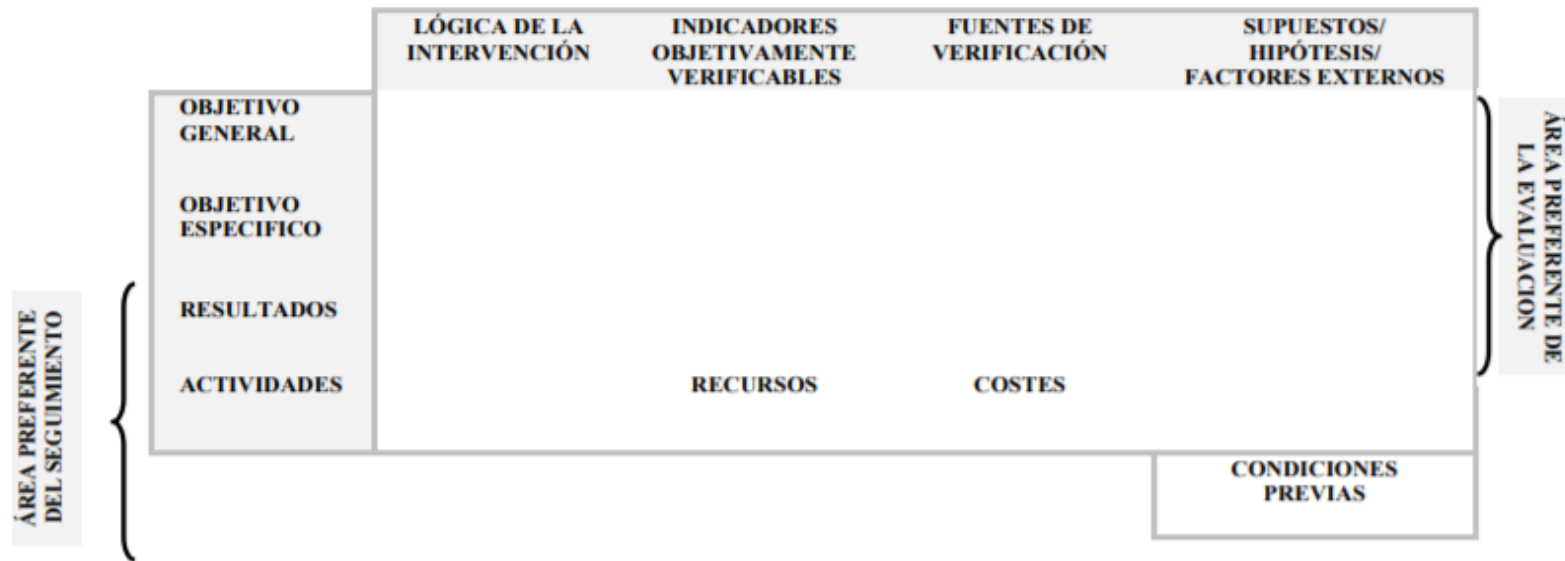 LÓGICA DE LA
INTERVENCIÓN
INDICADORES
OBJETIVAMENTE
VERIFICABLES
FUENTES DE
VERIFICACIÓN
SUPUESTOS/
HIPÓTESIS/
FACTORES EXTERNOS
OBJETIVO
GENERAL
OBJETIVO
ESPECIFICO
RESULTADOS
ACTIVIDADES
RECURSOS
COSTES
CONDICIONES
PREVIAS
ÁREA PREFERENTE
DEL SEGUIMIENTO
ÁREA PREFERENTE DE
LA EVALUACION